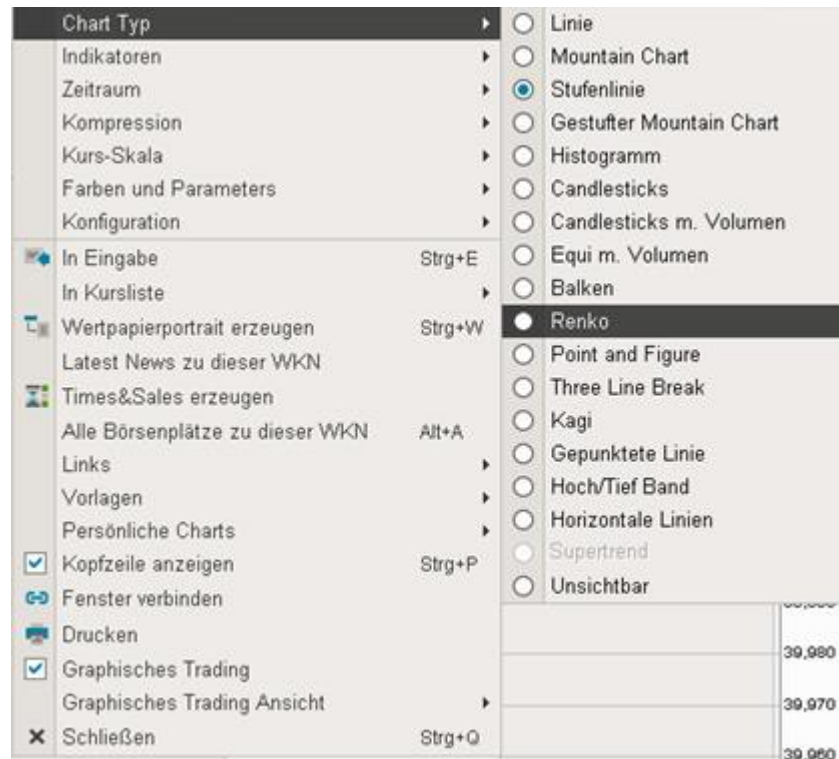 Chart Typ
Indikatoren
Zeitraum
Kompression
Kurs-Skala
Farben und Parameters
Konfiguration
In Eingabe Strg+E
In Kursliste
Wertpapierportrait erzeugen Strg+W
Latest News zu dieser WKN
Times&Sales erzeugen
Alle Börsenplätze zu dieser WKN Alt+A
Links
Vorlagen
Persönliche Charts
Kopfzeile anzeigen Strg+P
Fenster verbinden
Drucken
Graphisches Trading
Graphisches Trading Ansicht
Schließen Strg+Q
Linie
Mountain Chart
Stufenlinie
Gestufter Mountain Chart
Histogramm
Candlesticks
Candlesticks m. Volumen
Equi m. Volumen
Balken
Renko
Point and Figure
Three Line Break
Kagi
Gepunktete Linie
Hoch/Tief Band
Horizontale Linien
Supertrend
Unsichtbar
39,980
39,970
39,960